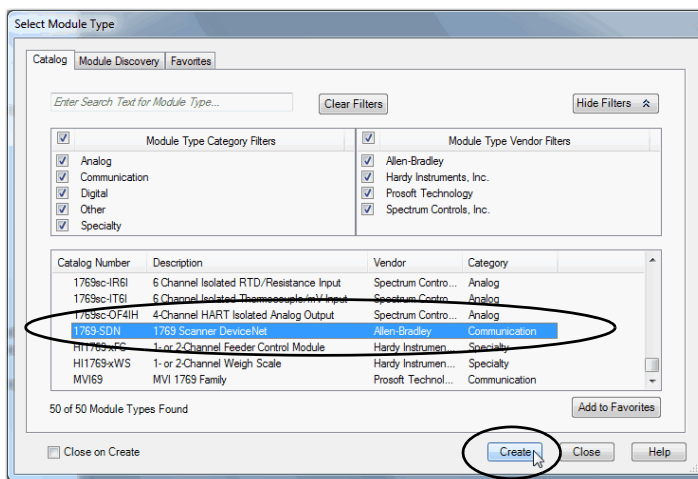 Select Module Type
Catalog Module Discovery Favorites
Enter Search Text for Module Type... Clear Filters Hide Filters
Module Type Category Filters Module Type Vendor Filters
Analog Allen-Bradley
Communication Hardy Instruments, Inc.
Digital Prosoft Technology
Other Spectrum Controls, Inc.
Specialty
Catalog Number Description Vendor Category
1769sc-IR6I 6 Channel Isolated RTD/Resistance Input Spectrum Contro... Analog
1769sc-IT6I 6 Channel Isolated Thermocouple/mV Input Spectrum Contro... Analog
1769sc-OF4IH 4-Channel HART Isolated Analog Output Spectrum Contro... Analog
1769-SDN 1769 Scanner DeviceNet Allen-Bradley Communication
HI1769-xFC 1- or 2-Channel Feeder Control Module Hardy Instrumen... Specialty
HI1769-xWS 1- or 2-Channel Weigh Scale Hardy Instrumen... Specialty
MVI69 MVI 1769 Family Prosoft Technol... Communication
50 of 50 Module Types Found Add to Favorites
Close on Create Create Close Help